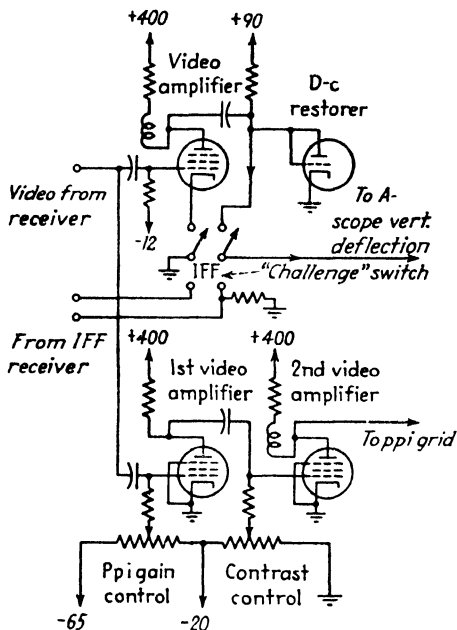 +400
+90
Video
amplifier
D-c
restorer
Video from
receiver
-12
To A-
scope vert.
deflection
IFF
"Challenge" switch
From IFF
receiver
+400
1st video
amplifier
+400
2nd video
amplifier
To ppi grid
Ppi gain
control
Contrast
control
-65
-20